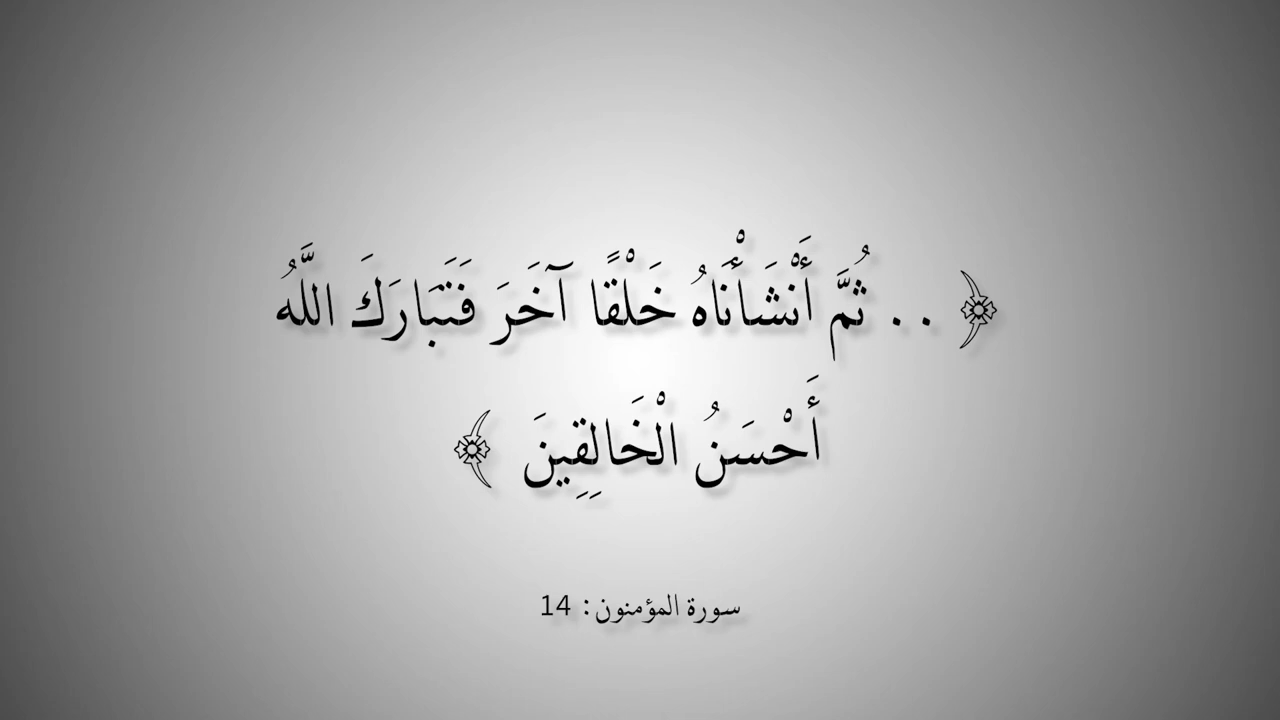 ﴿ .. ثُمَّ أَنْشَأْنَاهُ خَلْقًا آخَرَ فَتَبَارَكَ اللَّهُ
أَحْسَنُ الْخَالِقِينَ ﴾
سورة المؤمنون: 14